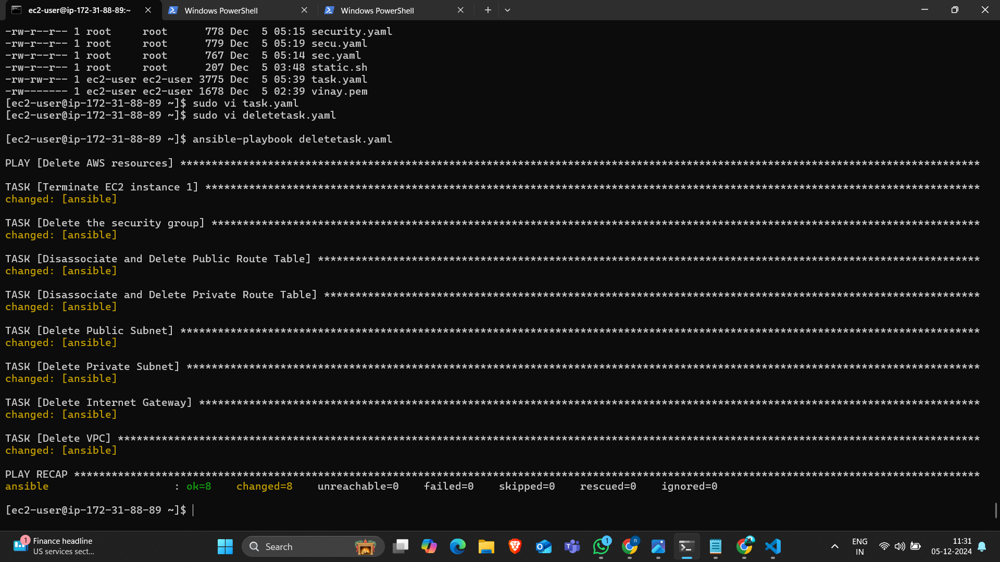 ec2-user@ip-172-31-88-89:~
Windows PowerShell
Windows PowerShell
-rw-r--r-- 1 root     root      778 Dec  5 05:15 security.yaml
-rw-r--r-- 1 root     root      779 Dec  5 05:19 secu.yaml
-rw-r--r-- 1 root     root      767 Dec  5 05:14 sec.yaml
-rw-r--r-- 1 root     root      207 Dec  5 03:48 static.sh
-rw-rw-r-- 1 ec2-user ec2-user 3775 Dec  5 05:39 task.yaml
-rw------- 1 ec2-user ec2-user 1678 Dec  5 02:39 vinay.pem
[ec2-user@ip-172-31-88-89 ~]$ sudo vi task.yaml
[ec2-user@ip-172-31-88-89 ~]$ sudo vi deletetask.yaml
[ec2-user@ip-172-31-88-89 ~]$ ansible-playbook deletetask.yaml
PLAY [Delete AWS resources] ********************************************************************************************************************************
TASK [Terminate EC2 instance 1] ****************************************************************************************************************************
changed: [ansible]
TASK [Delete the security group] ***************************************************************************************************************************
changed: [ansible]
TASK [Disassociate and Delete Public Route Table] **********************************************************************************************************
changed: [ansible]
TASK [Disassociate and Delete Private Route Table] *********************************************************************************************************
changed: [ansible]
TASK [Delete Public Subnet] ********************************************************************************************************************************
changed: [ansible]
TASK [Delete Private Subnet] *******************************************************************************************************************************
changed: [ansible]
TASK [Delete Internet Gateway] *****************************************************************************************************************************
changed: [ansible]
TASK [Delete VPC] ******************************************************************************************************************************************
changed: [ansible]
PLAY RECAP *************************************************************************************************************************************************
ansible                    : ok=8    changed=8    unreachable=0    failed=0    skipped=0    rescued=0    ignored=0
[ec2-user@ip-172-31-88-89 ~]$
1
Finance headline
US services sect...
Search
1
n
ENG
IN
11:31
05-12-2024